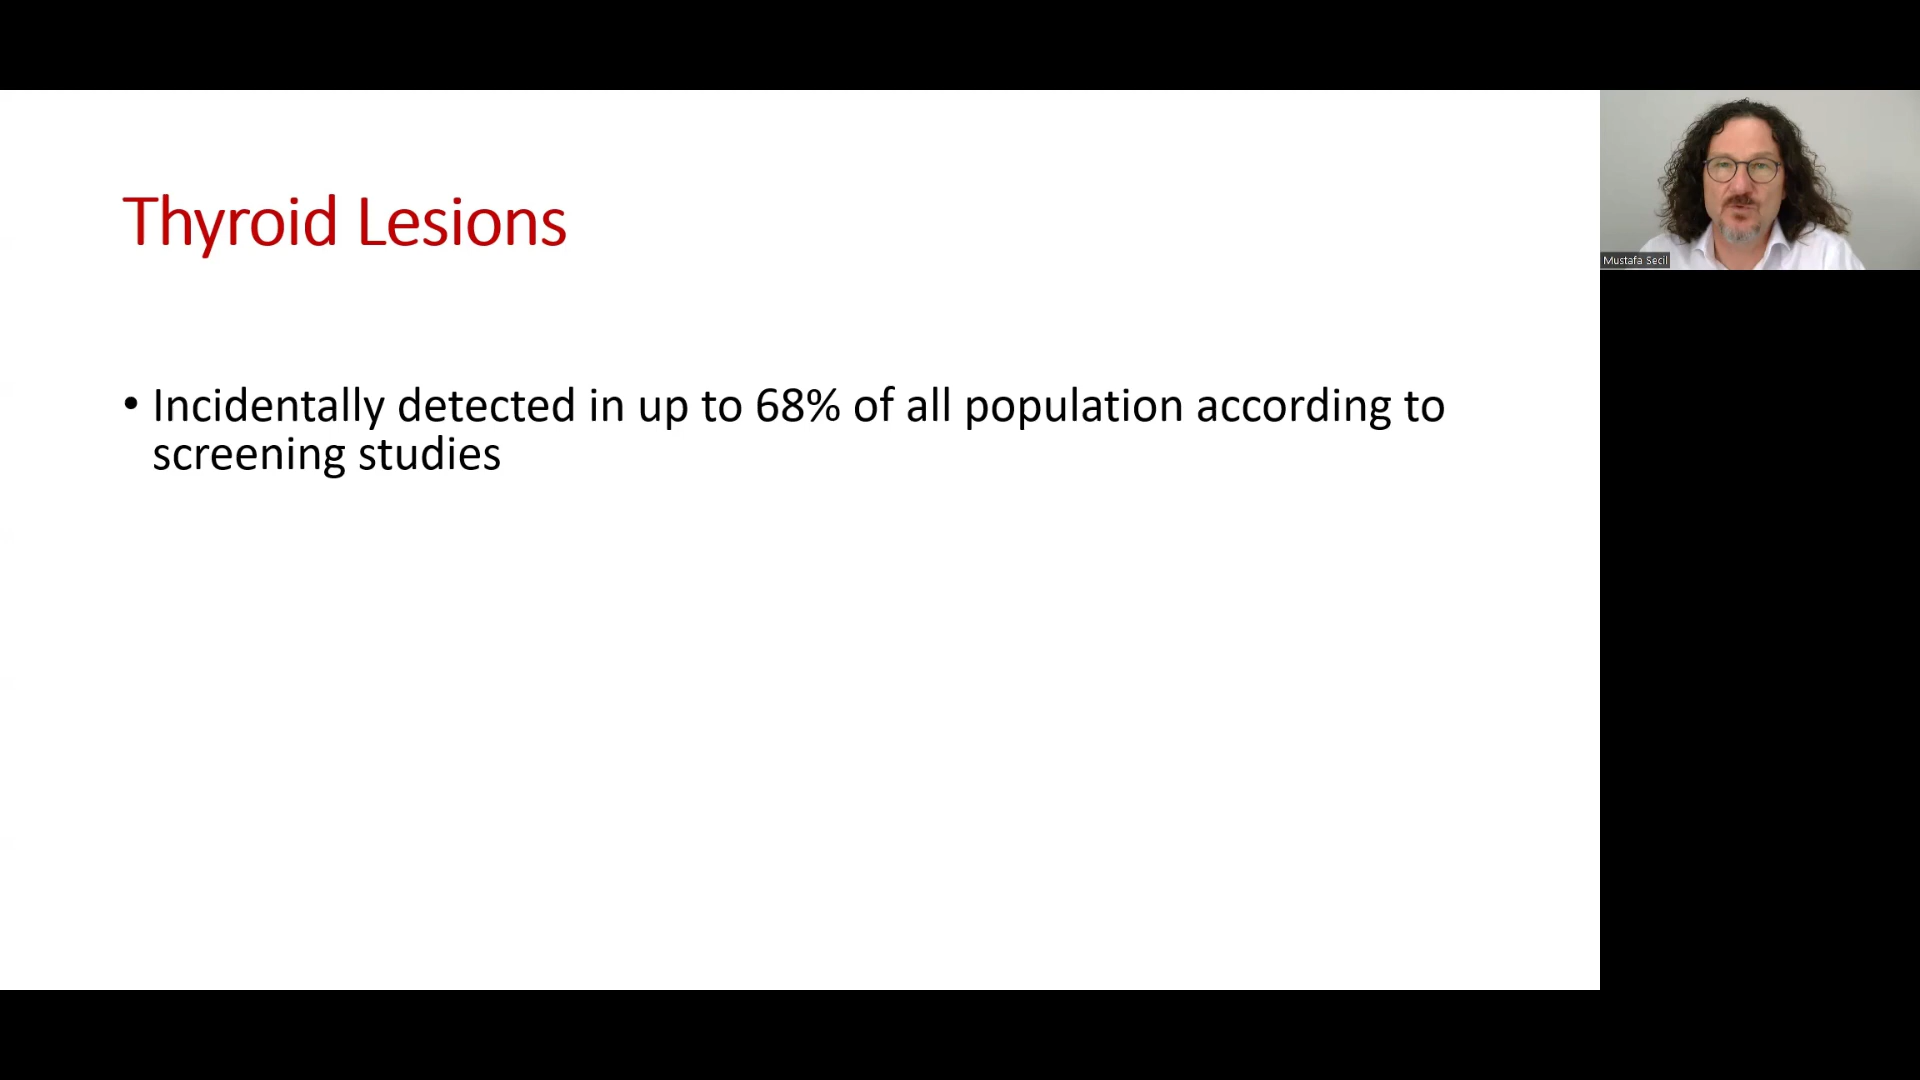 Thyroid Lesions
• Incidentally detected in up to 68% of all population according to
screening studies
Mustafa Secil